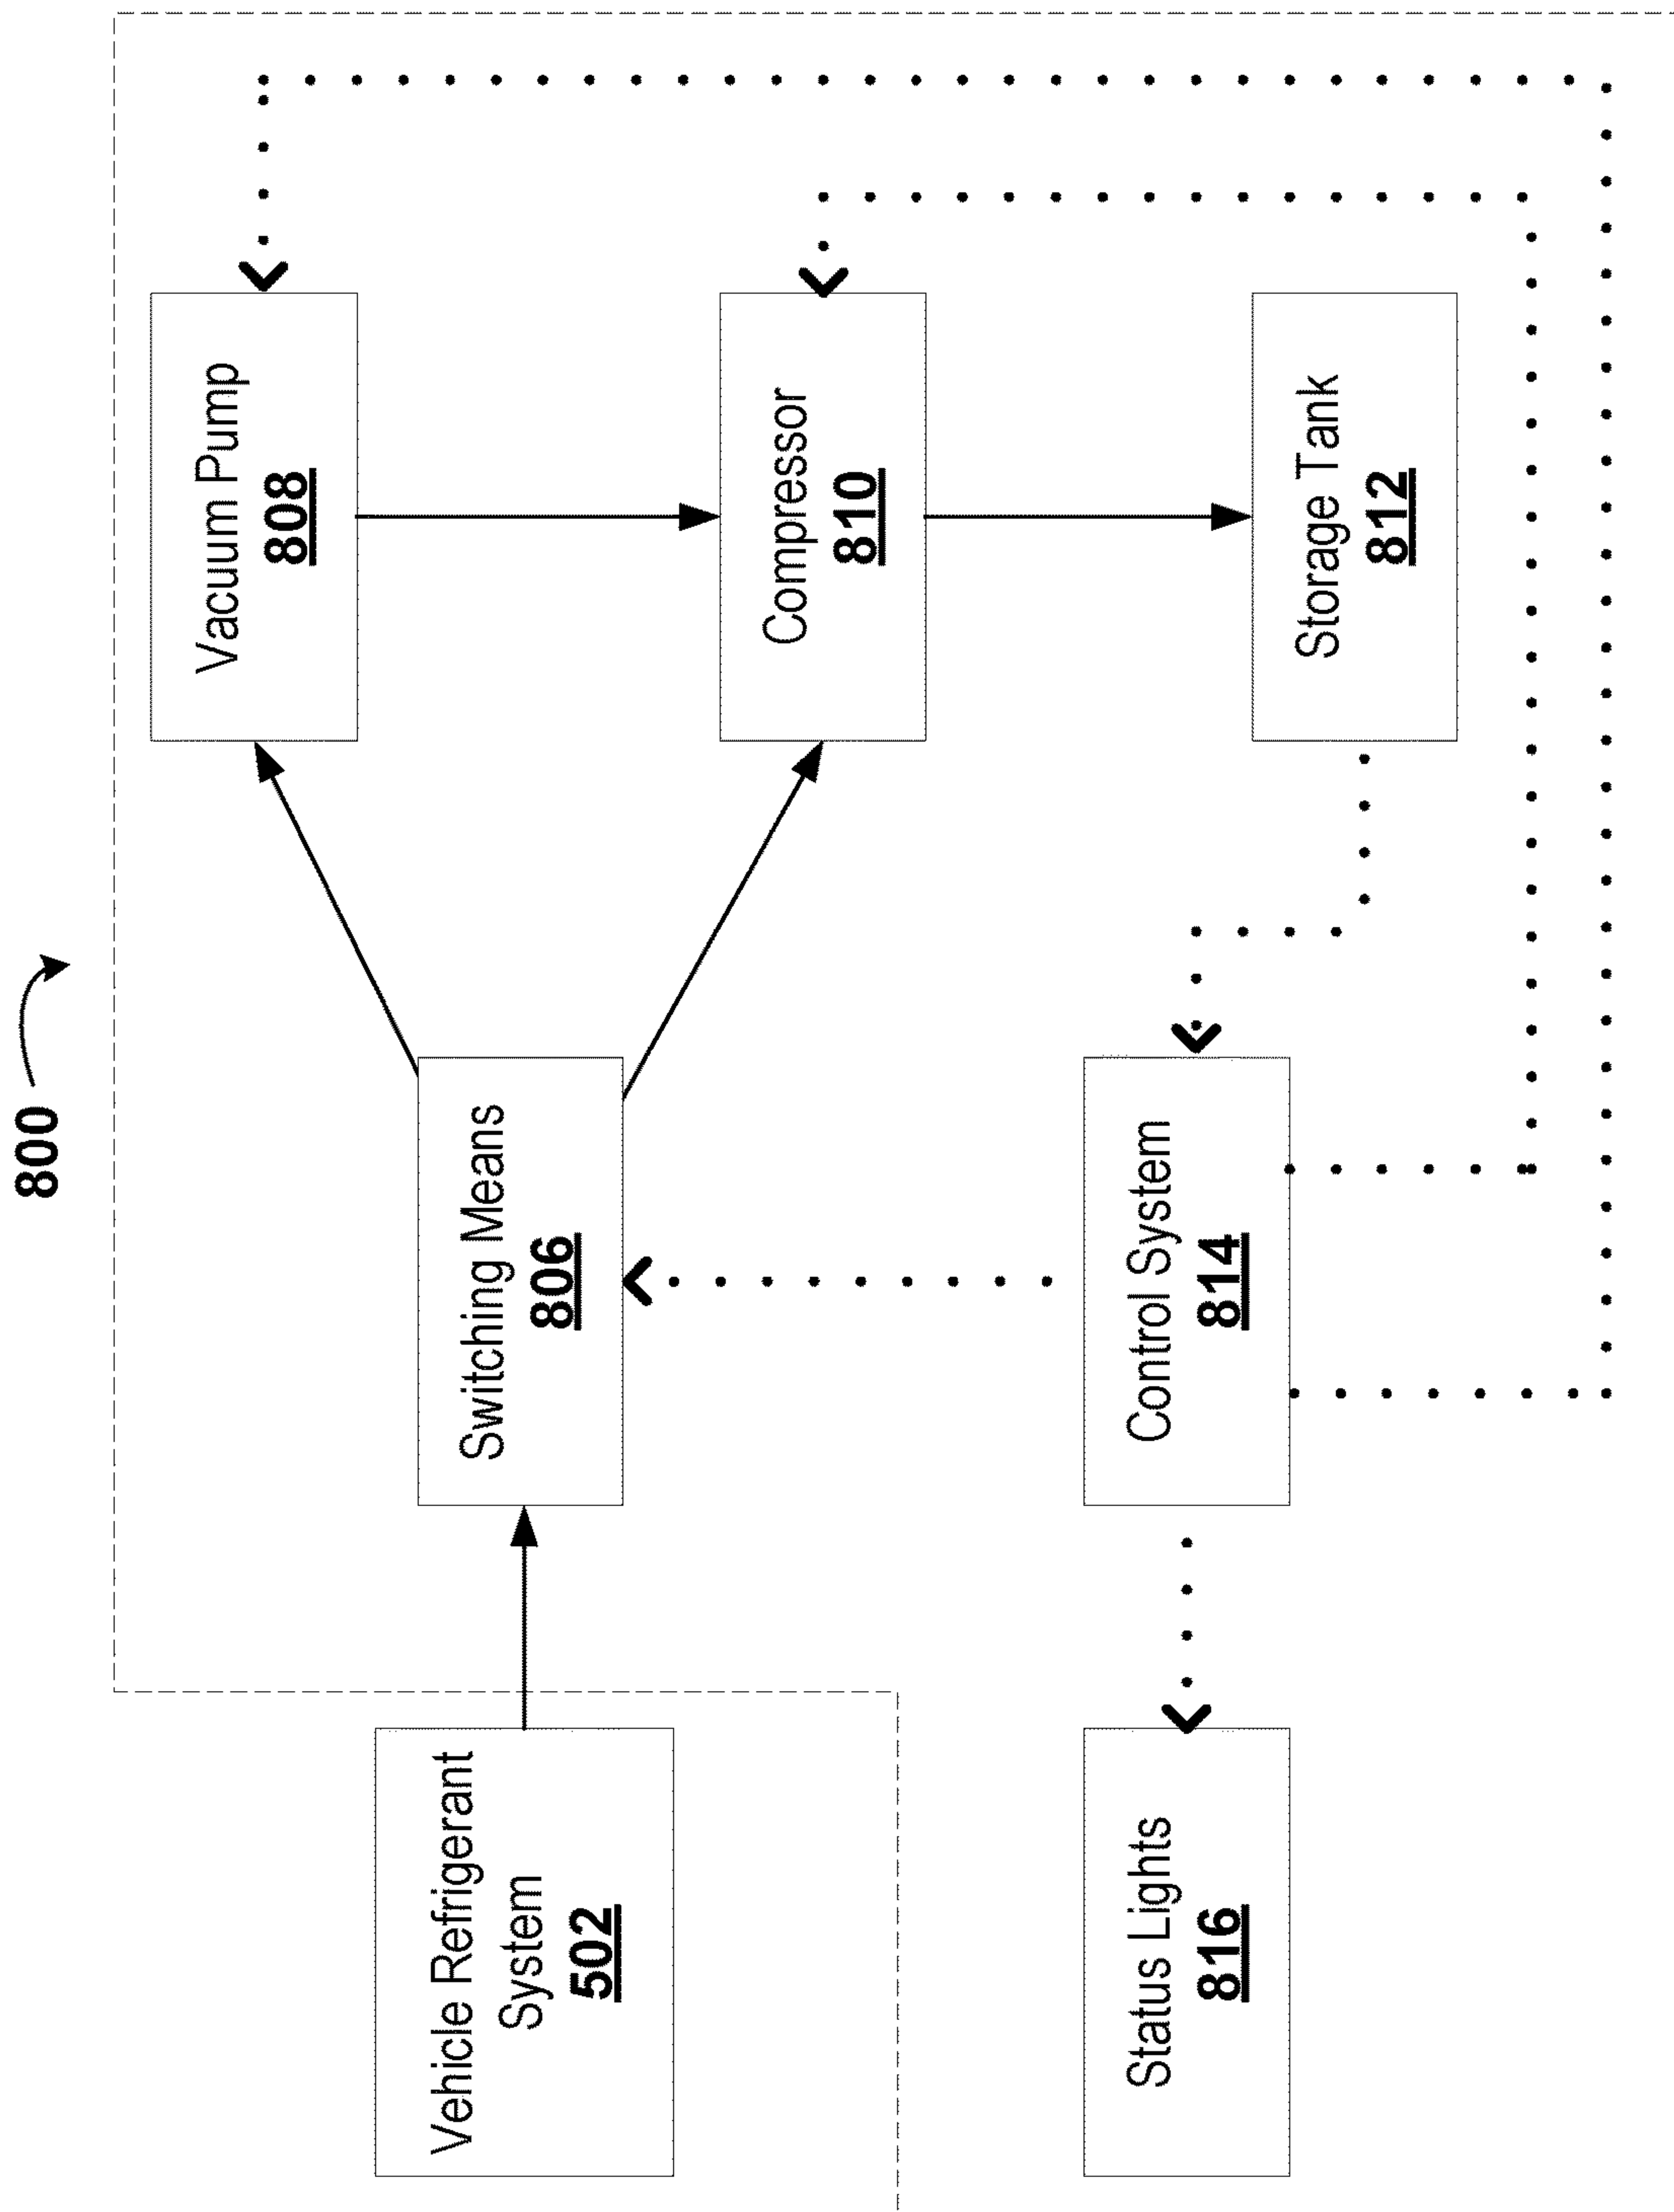 800
Vehicle Refrigerant
System
502
Switching Means
806
Vacuum Pump
808
Compressor
810
Storage Tank
812
Control System
814
Status Lights
816